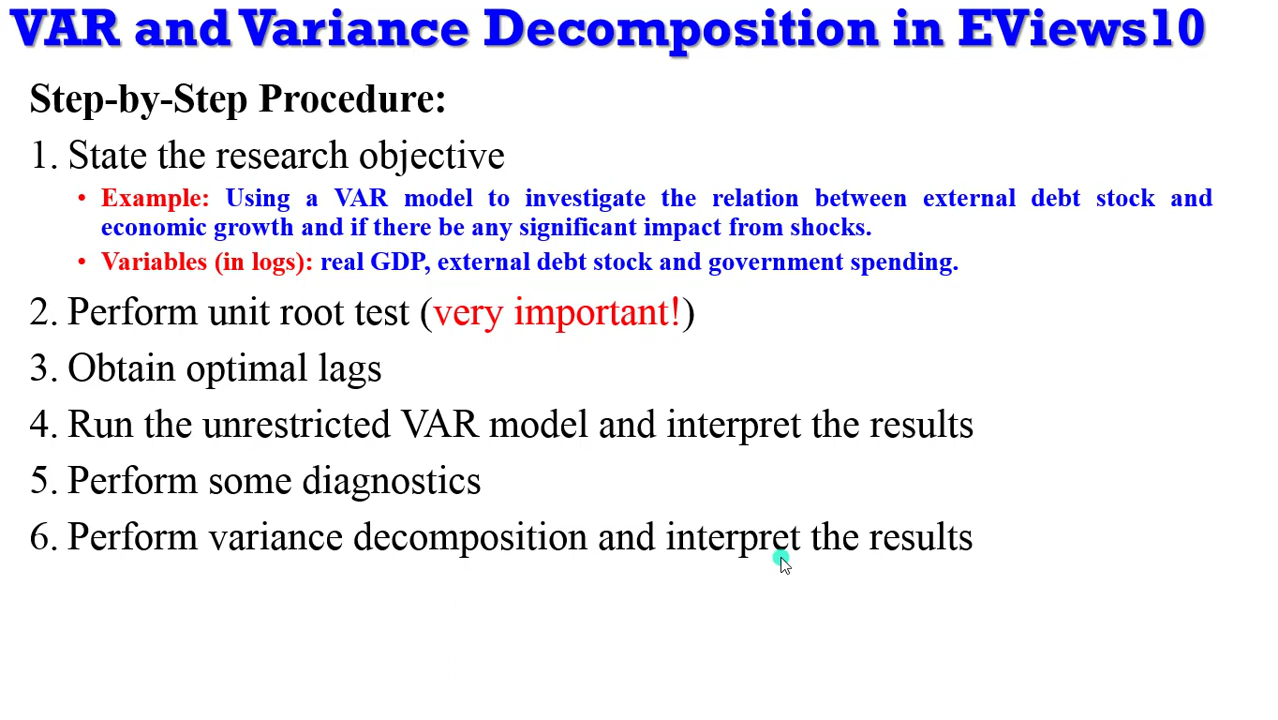 VAR and Variance Decomposition in EViews10
Step-by-Step Procedure:
1. State the research objective
• Example: Using a VAR model to investigate the relation between external debt stock and
economic growth and if there be any significant impact from shocks.
• Variables (in logs): real GDP, external debt stock and government spending.
2. Perform unit root test (very important!)
3. Obtain optimal lags
4. Run the unrestricted VAR model and interpret the results
5. Perform some diagnostics
6. Perform variance decomposition and interpret the results